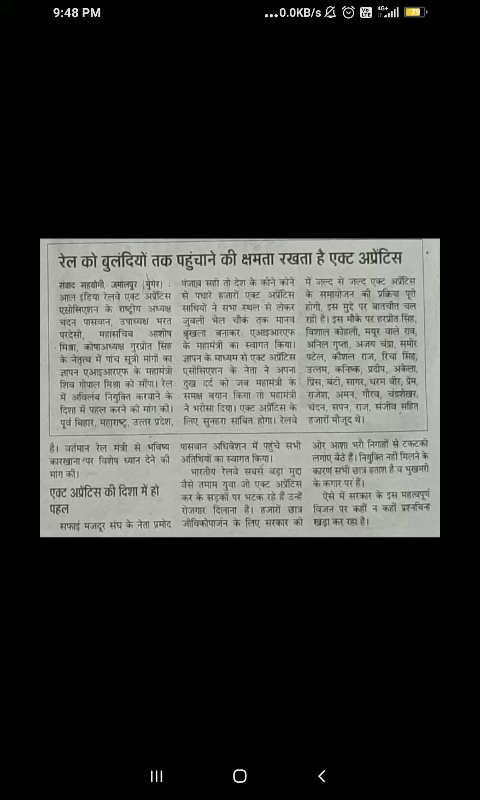 9:48 PM
...0.0KB/s
4G+
79
रेल को बुलंदियों तक पहुंचाने की क्षमता रखता है एक्ट अप्रेंटिस
संवाद सहयोगी, जमालपुर (मुंगेर) :
आल इंडिया रेलवे एक्ट अप्रेंटिस
एसोसिएशन के राष्ट्रीय अध्यक्ष
चंदन पासवान, उपाध्यक्ष भरत
परदेसी, महासचिव आशीष
मिश्रा, कोषाअध्यक्ष गुरप्रीत सिंह
के नेतृत्व में पांच सूत्री मांगों का
ज्ञापन एआइआरएफ के महामंत्री
शिव गोपाल मिश्रा को सौंपा। रेल
में अविलंब नियुक्ति करवाने के
दिशा में पहल करने की मांग की।
पूर्व बिहार, महाराष्ट्र, उत्तर प्रदेश,
पंजाब सही तो देश के कोने कोने
से पधारे हजारों एक्ट अप्रेंटिस
साथियों ने सभा स्थल से लेकर
जुबली भेल चौक तक मानव
श्रृंखला बनाकर एआइआरएफ
के महामंत्री का स्वागत किया।
ज्ञापन के माध्यम से एक्ट अप्रेंटिस
एसोसिएशन के नेता ने अपना
दुख दर्द को जब महामंत्री के
समक्ष बयान किया तो महामंत्री
ने भरोसा दिया। एक्ट अप्रेंटिस के
लिए सुनहरा साबित होगा। रेलवे
में जल्द से जल्द एक्ट अप्रेंटिस
के समायोजन की प्रक्रिया पूरी
होगी, इस मुद्दे पर बातचीत चल
रही है। इस मौके पर हरप्रीत सिंह,
विशाल कोहली, मयूर वाले राव,
अनिल गुप्ता, अजय चंद्रा, समीर
पटेल, कौशल राज, रिचा सिंह,
उत्तम, कनिष्क, प्रदीप, अकेला,
प्रिंस, बंटी, सागर, धरम वीर, प्रेम,
राजेश, अमन, गौरव, चंद्रशेखर,
चंदन, सपन, राज, संजीव सहित
हजारों मौजूद थे।
है। वर्तमान रेल मंत्री से भविष्य
कारखाना पर विशेष ध्यान देने की
मांग की।
एक्ट अप्रेंटिस की दिशा में हो
पहल
सफाई मजदूर संघ के नेता प्रमोद
पासवान अधिवेशन में पहुंचे सभी
अतिथियों का स्वागत किया।
भारतीय रेलवे सबसे बड़ा मुद्दा
वैसे तमाम युवा जो एक्ट अप्रेंटिस
कर के सड़कों पर भटक रहे हैं उन्हें
रोजगार दिलाना है। हजारों छात्र
जीविकोपार्जन के लिए सरकार की
ओर आशा भरी निगाहों से टकटकी
लगाए बैठे हैं। नियुक्ति नहीं मिलने के
कारण सभी छात्र हताश है व भुखमरी
के कगार पर हैं।
ऐसे में सरकार के इस महत्वपूर्ण
विजन पर कहीं न कहीं प्रश्नचिन्ह
खड़ा कर रहा है।